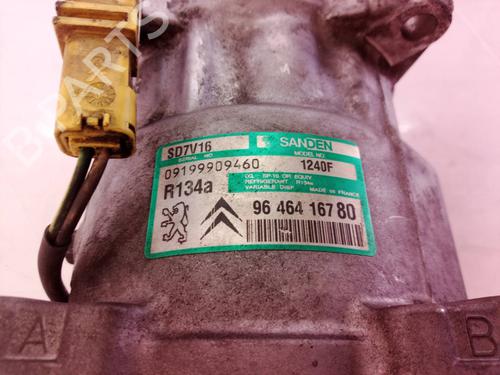 B PARTS
SD7V16
SANDEN
SERIAL NO
MODEL NO.
09199909460
1240F
OIL SP-10 OR EQUIV.
REFRIGERANT R134a
VARIABLE DISP. MADE IN FRANCE
R134a
96 464 167 80
A
B